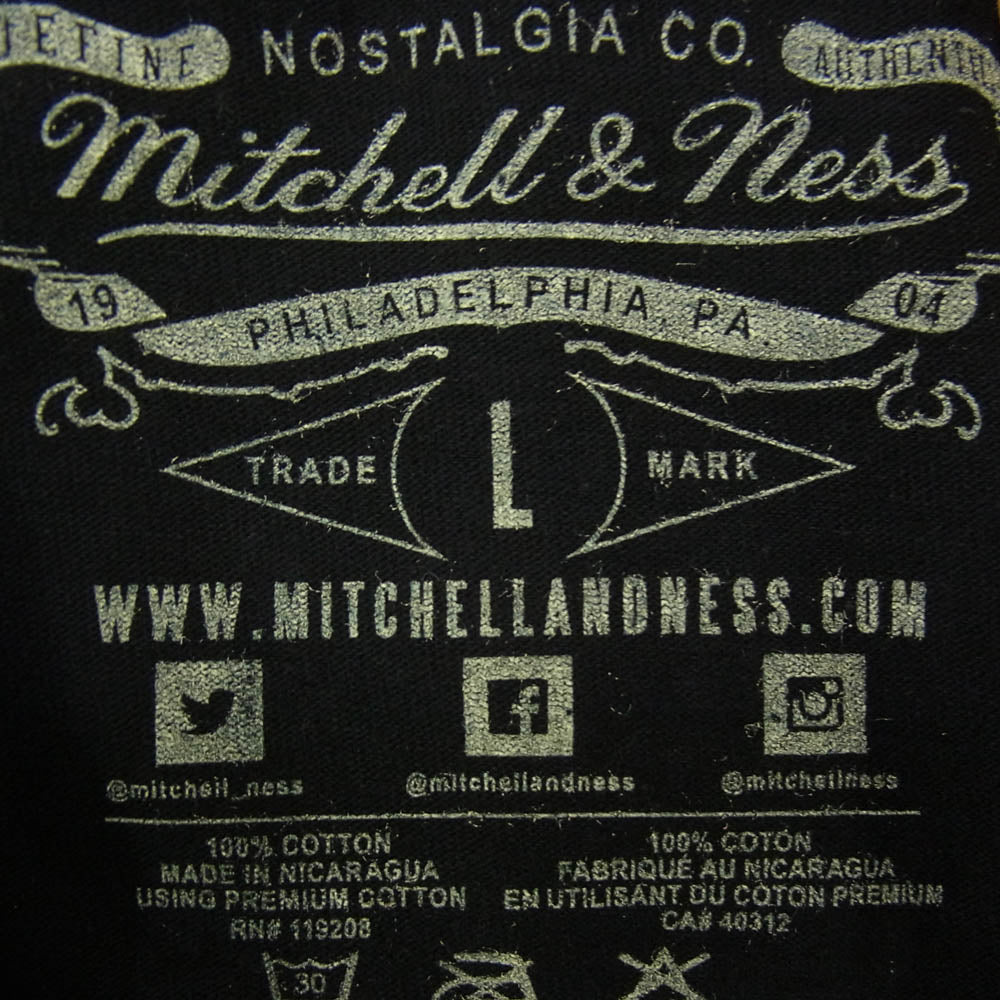 NOSTALGIA CO.
Mitchell & Ness
19 PHILADELPHIA, PA. 04
TRADE L MARK
WWW.MITCHELLANDNESS.COM
@mitchell_ness @mitchellandness @mitchellness
100% COTTON
MADE IN NICARAGUA
USING PREMIUM COTTON
RN# 119208
100% COTON
FABRIQUÉ AU NICARAGUA
EN UTILISANT DU COTON PREMIUM
CA# 40312
30